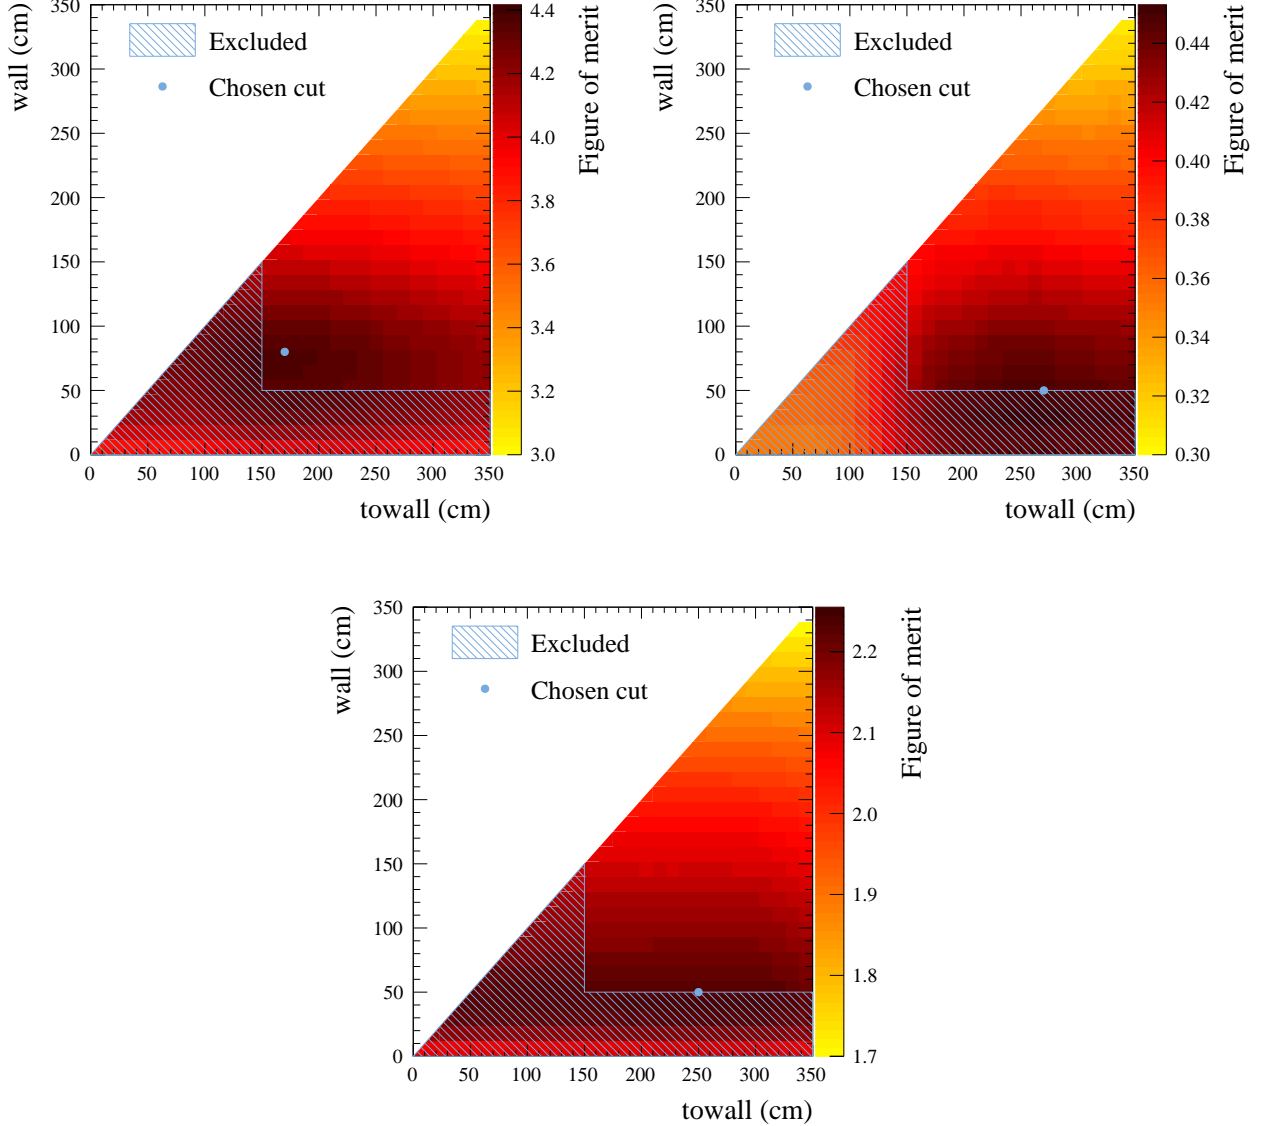 wall (cm)
350
300
250
200
150
100
50
0
Excluded
Chosen cut
0 50 100 150 200 250 300 350
towall (cm)
4.4
4.2
4.0
3.8
3.6
3.4
3.2
3.0
Figure of merit
wall (cm)
350
300
250
200
150
100
50
0
Excluded
Chosen cut
0 50 100 150 200 250 300 350
towall (cm)
0.44
0.42
0.40
0.38
0.36
0.34
0.32
0.30
Figure of merit
wall (cm)
350
300
250
200
150
100
50
0
Excluded
Chosen cut
0 50 100 150 200 250 300 350
towall (cm)
2.2
2.1
2.0
1.9
1.8
1.7
Figure of merit